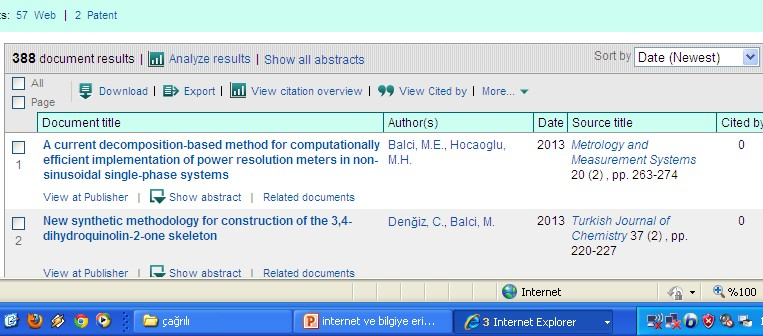 s: 57 Web | 2 Patent
388 document results | Analyze results | Show all abstracts
Sort by Date (Newest)
All
Page
Download | Export | View citation overview | View Cited by | More...
Document title Author(s) Date Source title Cited by
1
A current decomposition-based method for computationally
efficient implementation of power resolution meters in non-
sinusoidal single-phase systems
Balci, M.E., Hocaoglu,
M.H.
2013
Metrology and
Measurement Systems
20 (2) , pp. 263-274
0
View at Publisher | Show abstract | Related documents
2
New synthetic methodology for construction of the 3,4-
dihydroquinolin-2-one skeleton
Denğiz, C., Balci, M.
2013
Turkish Journal of
Chemistry 37 (2) , pp.
220-227
0
View at Publisher | Show abstract | Related documents
Internet %100
çağrılı internet ve bilgiye eri... 3 Internet Explorer